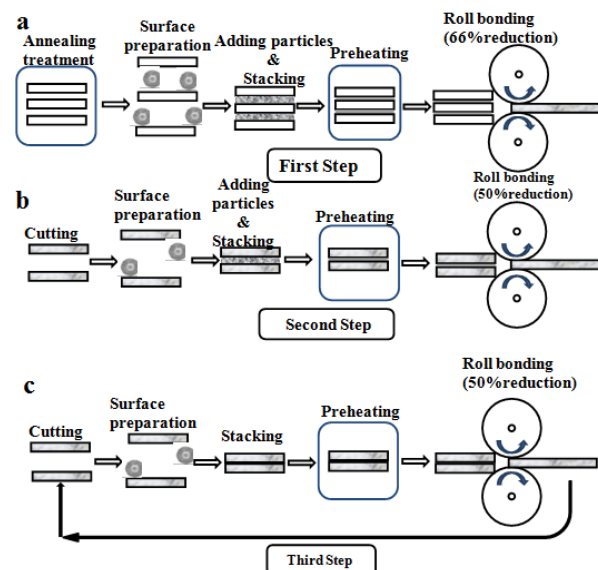 a
Annealing
treatment
Surface
preparation
Adding particles
&
Stacking
Preheating
Roll bonding
(66%reduction)
First Step
b
Cutting
Surface
preparation
Adding
particles
&
Stacking
Preheating
Roll bonding
(50%reduction)
Second Step
c
Cutting
Surface
preparation
Stacking
Preheating
Roll bonding
(50%reduction)
Third Step